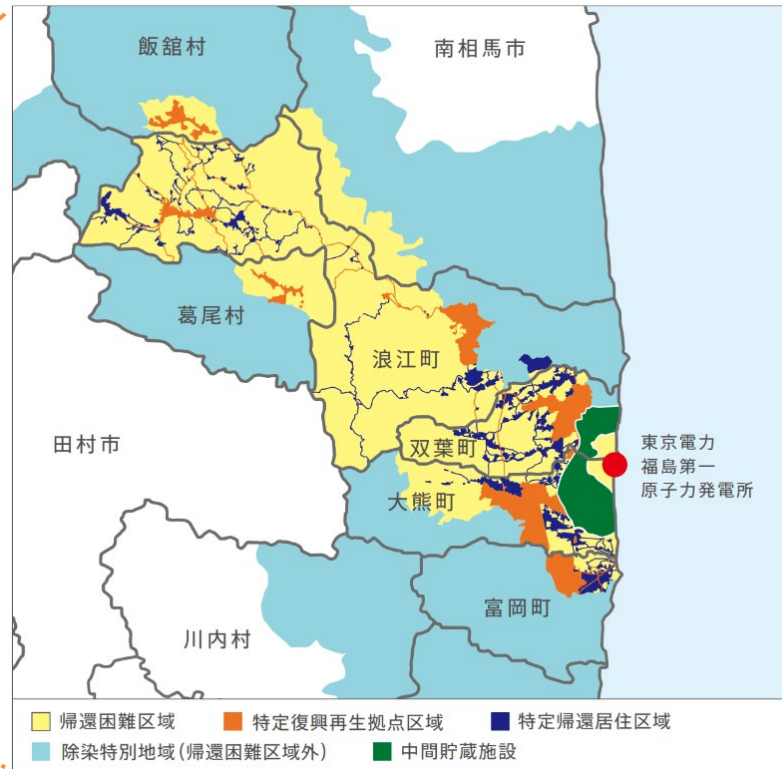 飯舘村
南相馬市
葛尾村
浪江町
田村市
双葉町
東京電力
福島第一
原子力発電所
大熊町
富岡町
川内村
帰還困難区域
特定復興再生拠点区域
特定帰還居住区域
除染特別地域(帰還困難区域外)
中間貯蔵施設